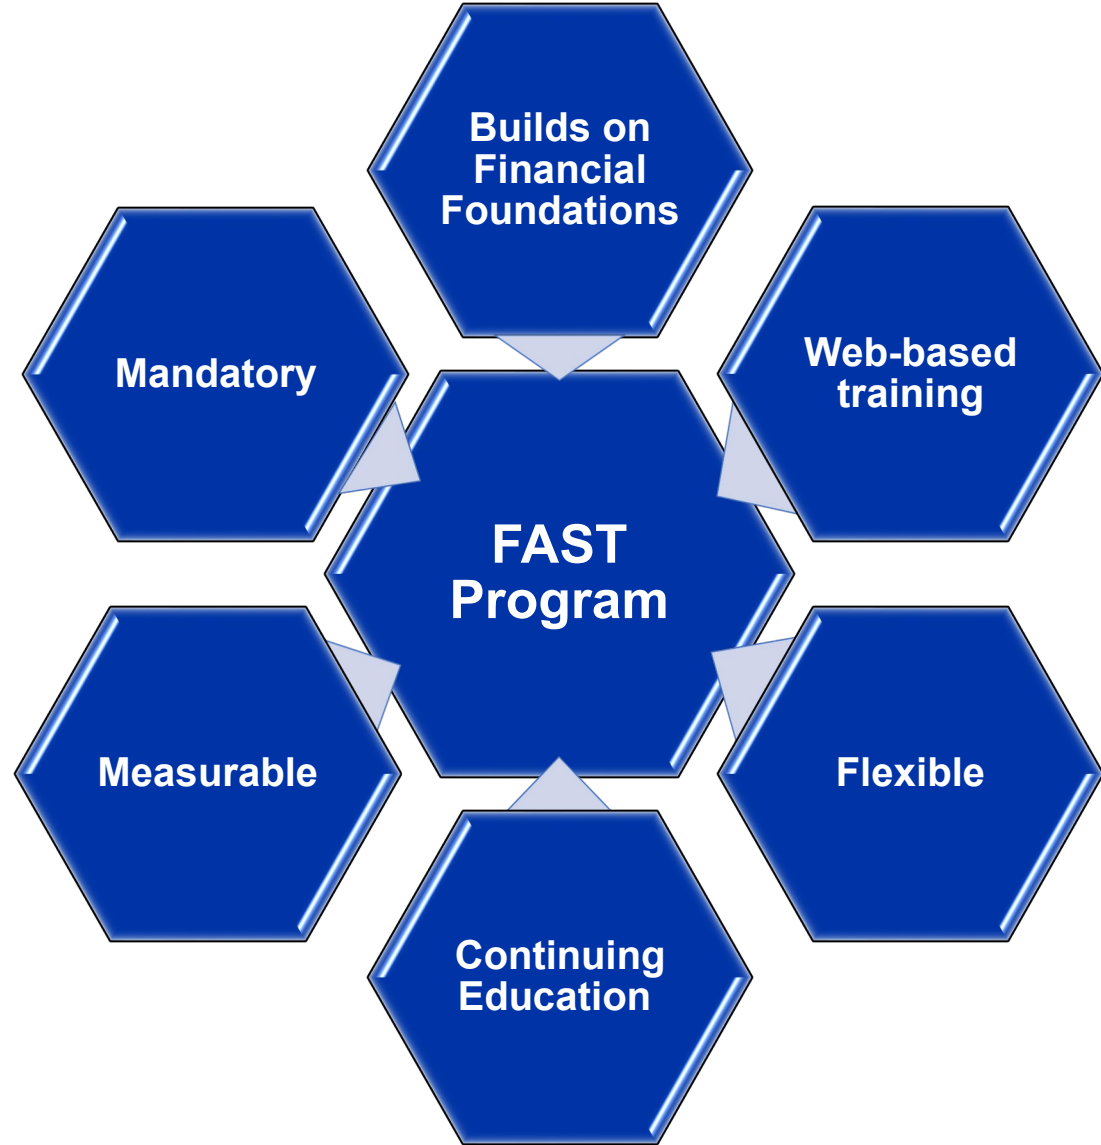 Builds on
Financial
Foundations
Mandatory
Web-based
training
FAST
Program
Measurable
Flexible
Continuing
Education